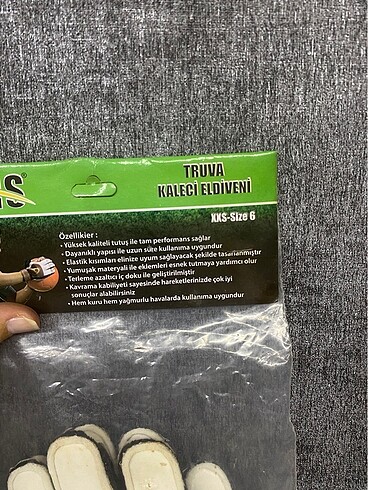 TRUVA
KALECİ ELDİVENİ
XXS-Size 6
Özellikler :
• Yüksek kaliteli tutuş ile tam performans sağlar
• Dayanıklı yapısı ile uzun süte kullanıma uygundur
• Elastik kısımları elinize uyum sağlayacak şekilde tasarlanmıştır
• Yumuşak materyali ile eklemleri esnek tutmaya yardımcı olur
• Terleme azaltıcı iç doku ile geliştirilmiştir
• Kavrama kabiliyeti sayesinde hareketlerinizde çok iyi
sonuçlar alabilirsiniz
• Hem kuru hem yağmurlu havalarda kullanıma uygundur